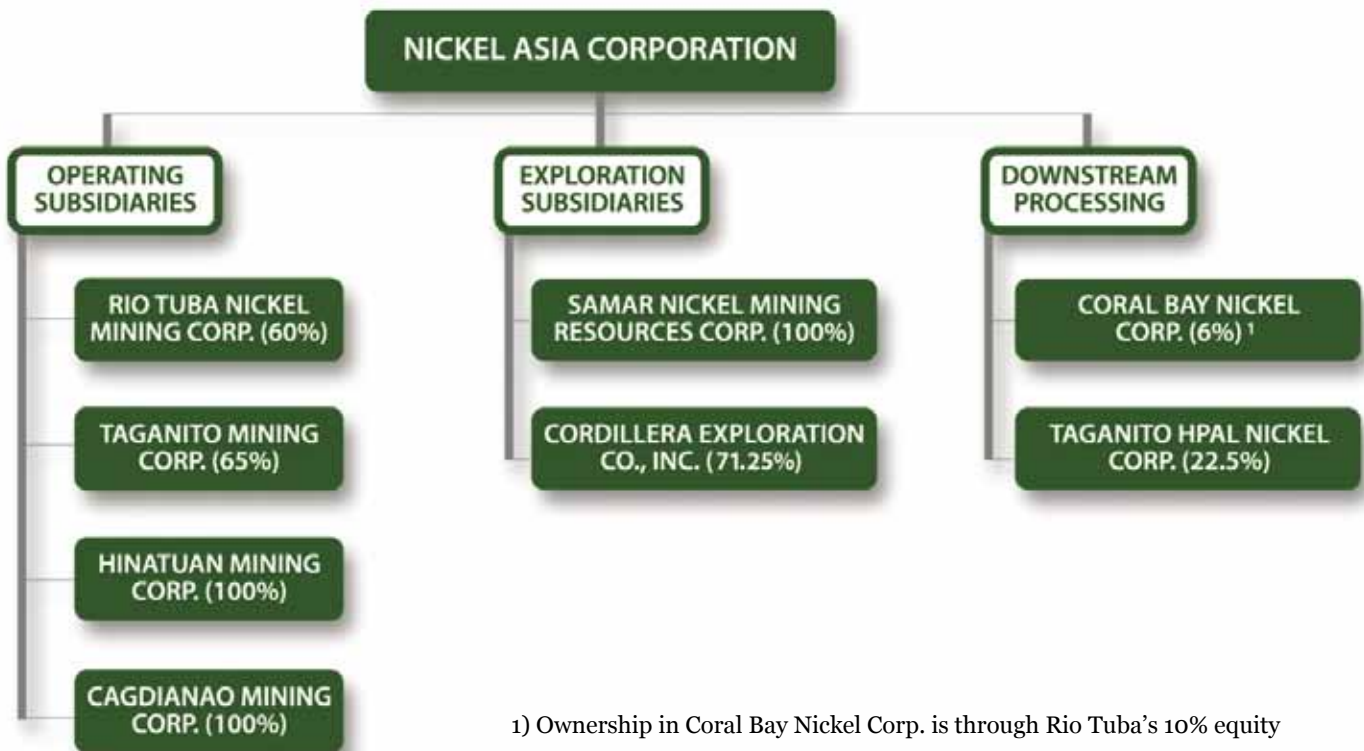 NICKEL ASIA CORPORATION
OPERATING
SUBSIDIARIES
RIO TUBA NICKEL
MINING CORP. (60%)
TAGANITO MINING
CORP. (65%)
HINATUAN MINING
CORP. (100%)
CAGDIANAO MINING
CORP. (100%)
EXPLORATION
SUBSIDIARIES
SAMAR NICKEL MINING
RESOURCES CORP. (100%)
CORDILLERA EXPLORATION
CO., INC. (71.25%)
DOWNSTREAM
PROCESSING
CORAL BAY NICKEL
CORP. (6%) ¹
TAGANITO HPAL NICKEL
CORP. (22.5%)
1) Ownership in Coral Bay Nickel Corp. is through Rio Tuba’s 10% equity